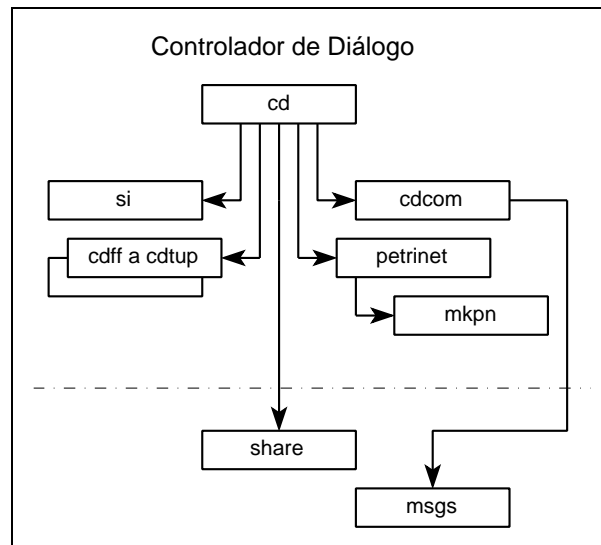 Controlador de Diálogo
cd
si
cdcom
cdff a cdtup
petrinet
mkpn
share
msgs